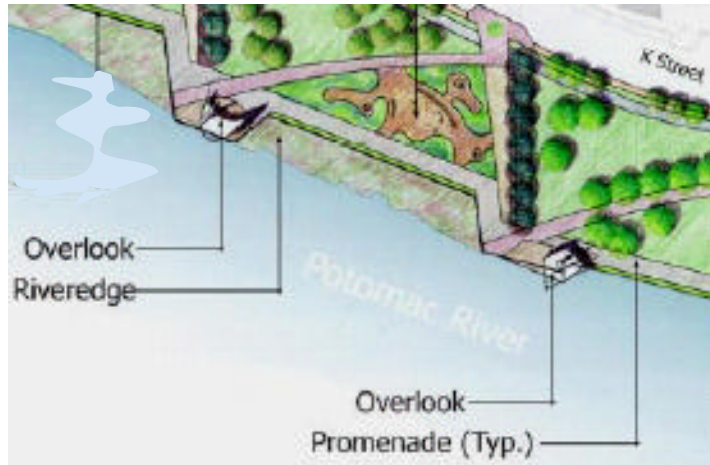 K Street
Overlook
Riveredge
Potomac River
Overlook
Promenade (Typ.)